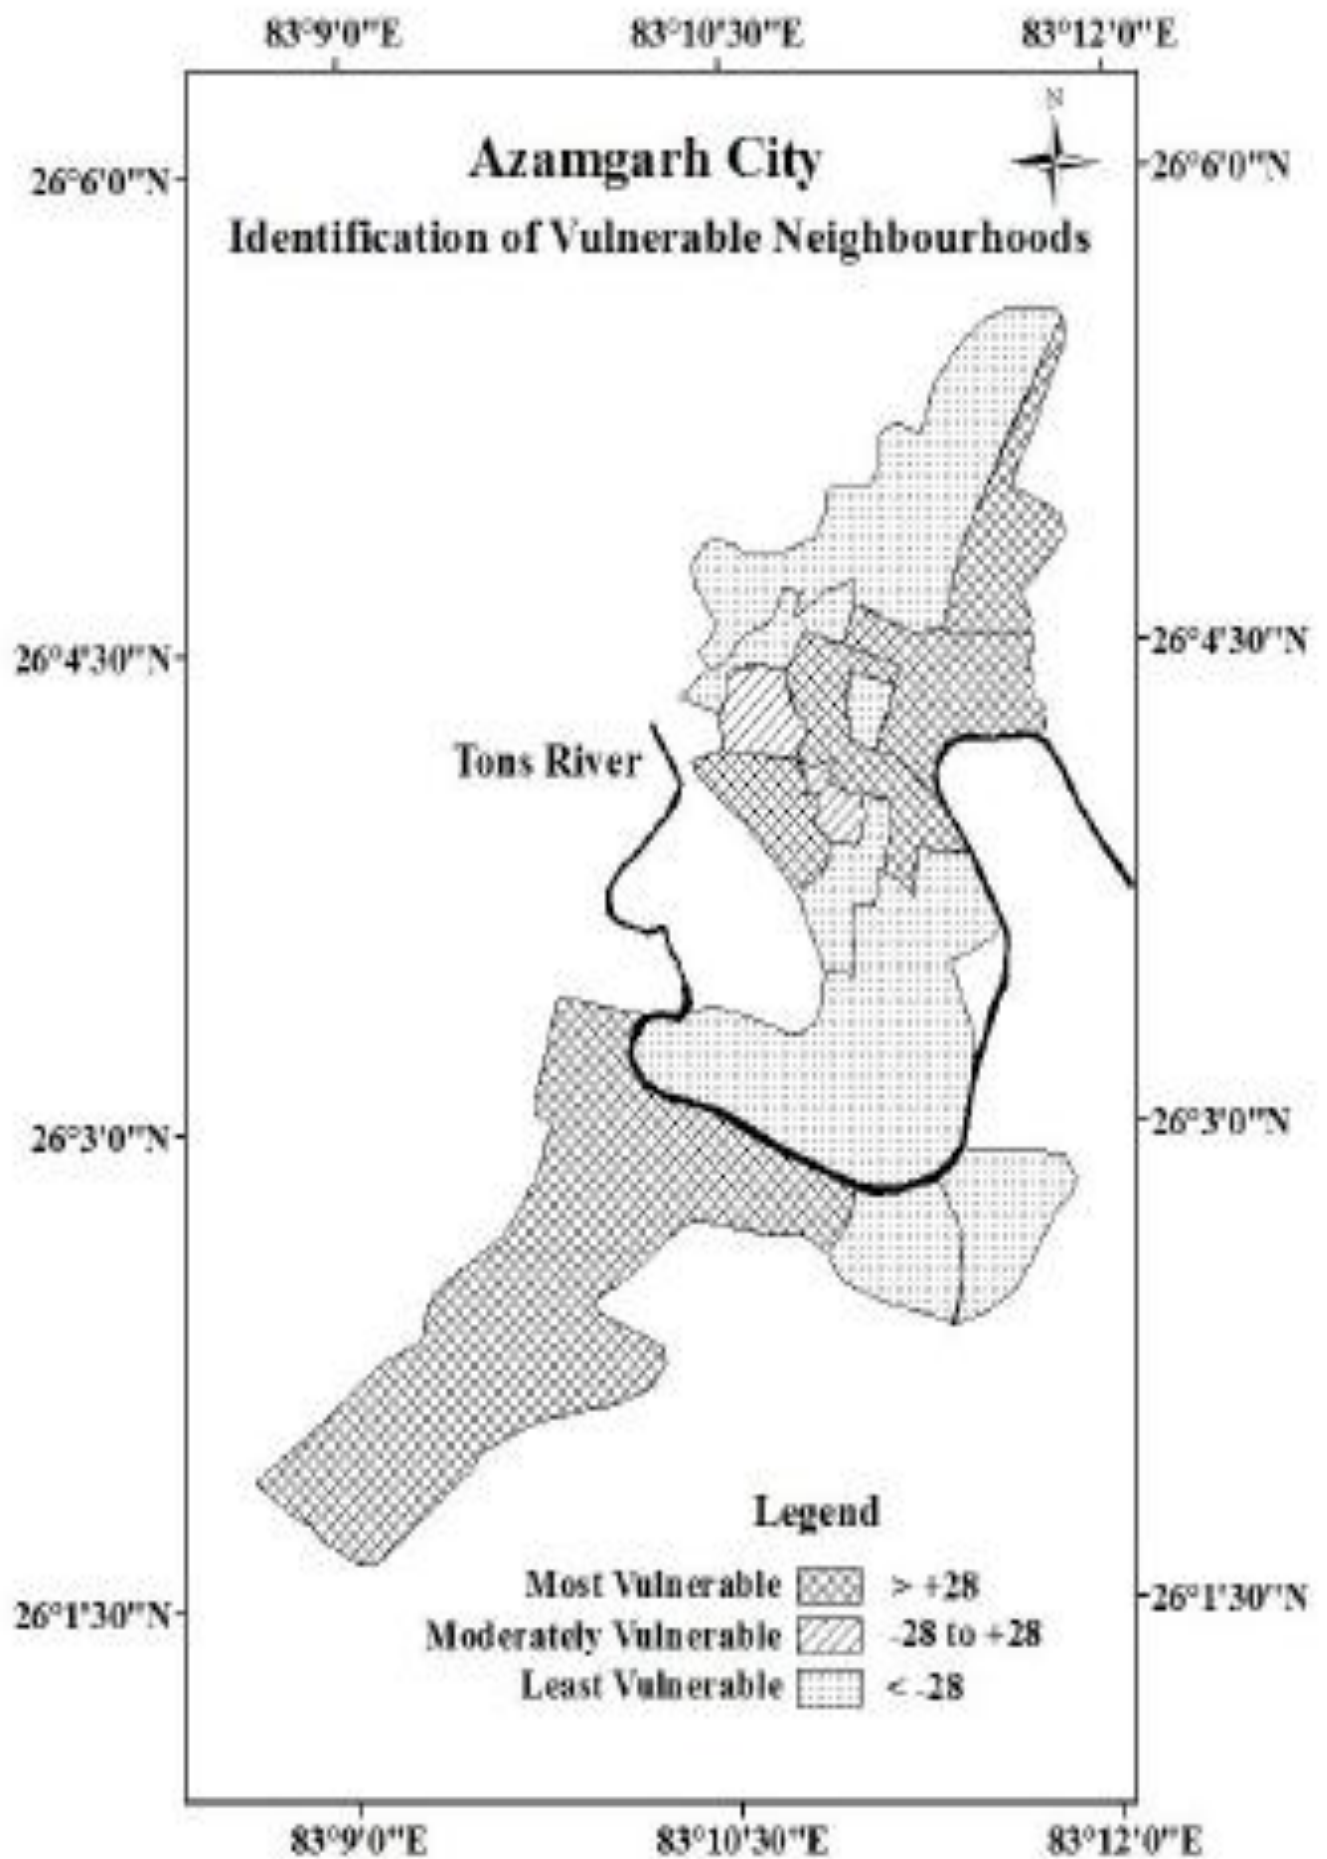 83°9'0"E 83°10'30"E 83°12'0"E
N
Azamgarh City
26°6'0"N 26°6'0"N
Identification of Vulnerable Neighbourhoods
26°4'30"N 26°4'30"N
Tons River
26°3'0"N 26°3'0"N
Legend
Most Vulnerable > +28
26°1'30"N 26°1'30"N
Moderately Vulnerable -28 to +28
Least Vulnerable < -28
83°9'0"E 83°10'30"E 83°12'0"E